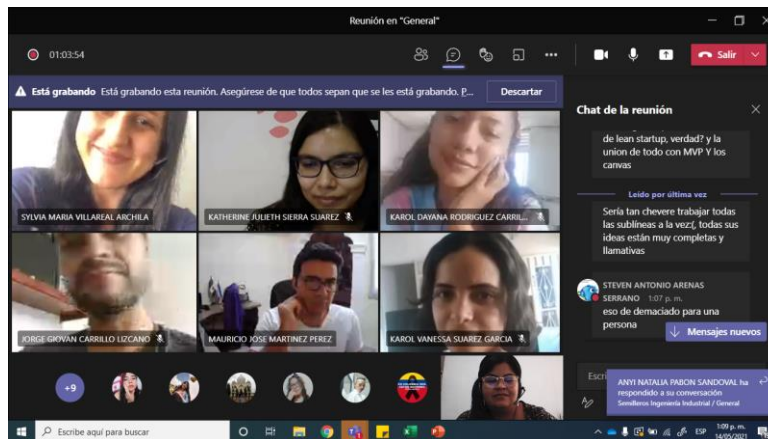 Reunión en "General"
01:03:54
Salir
Está grabando Está grabando esta reunión. Asegúrese de que todos sepan que se les está grabando. P...
Descartar
Chat de la reunión
SYLVIA MARIA VILLAREAL ARCHILA
KATHERINE JULIETH SIERRA SUAREZ
KAROL DAYANA RODRIGUEZ CARRIL...
JORGE GIOVAN CARRILLO LIZCANO
MAURICIO JOSE MARTINEZ PEREZ
KAROL VANESSA SUAREZ GARCIA
+9
de lean startup, verdad? y la
union de todo con MVP Y los
canvas
Leído por última vez
Sería tan chevere trabajar todas
las sublíneas a la vez:(, todas sus
ideas están muy completas y
llamativas
STEVEN ANTONIO ARENAS
SERRANO 1:07 p. m.
eso de demaciado para una
persona
Mensajes nuevos
Escri
ANYI NATALIA PABON SANDOVAL ha
respondido a su conversación
Semilleros Ingeniería Industrial / General
Escribe aquí para buscar
ESP
1:09 p. m.
14/05/2021